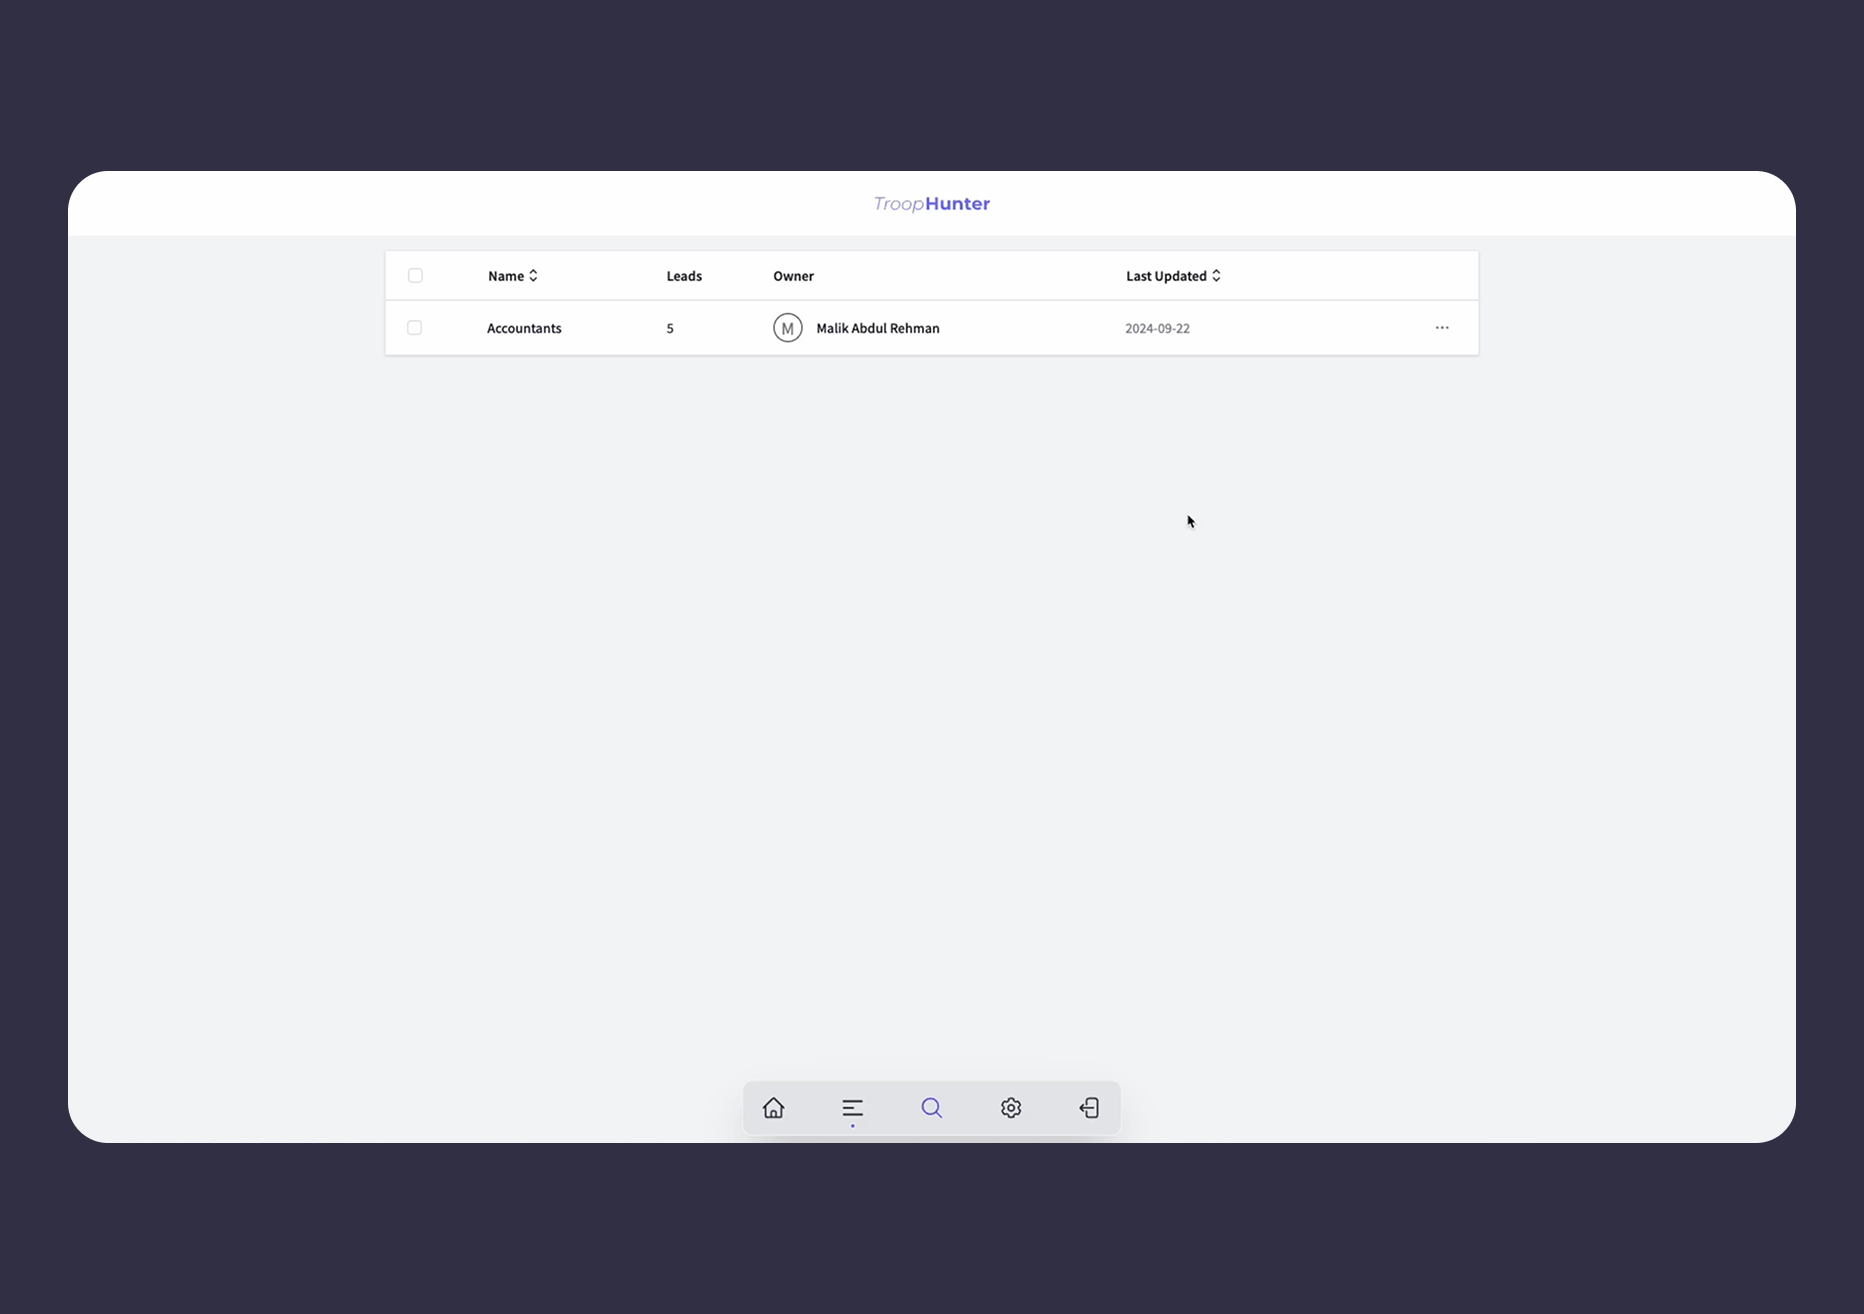 TroopHunter
Name Leads Owner Last Updated
Accountants 5 M Malik Abdul Rehman 2024-09-22 ...